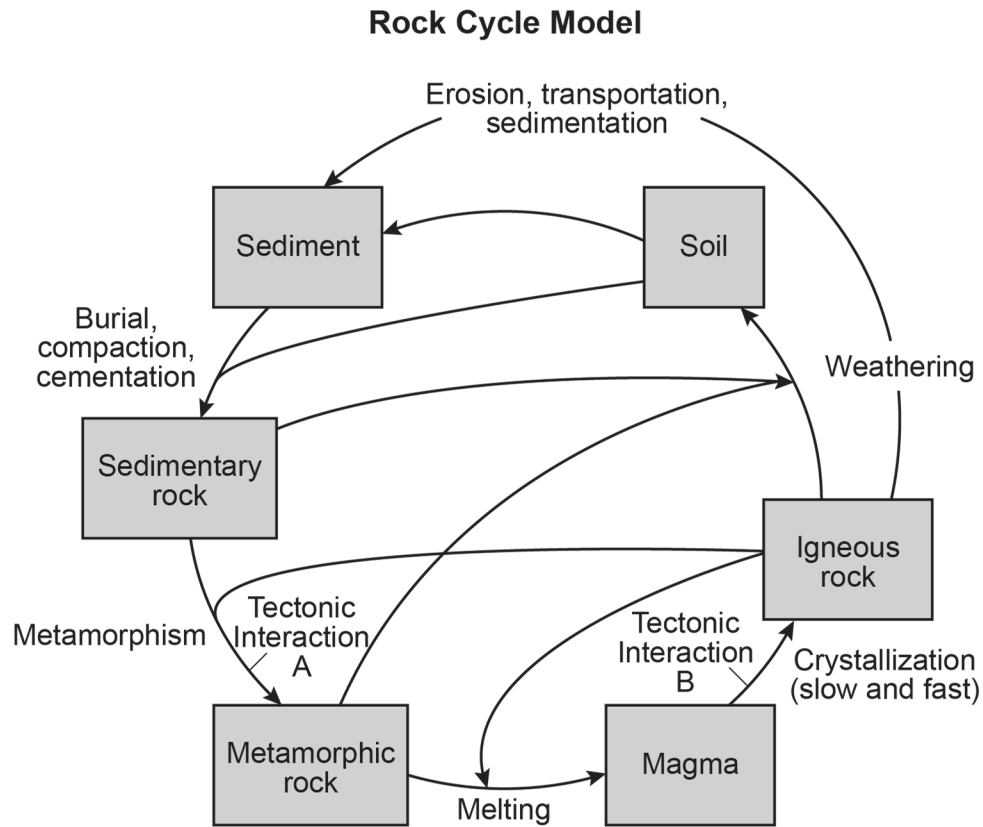 Rock Cycle Model
Erosion, transportation,
sedimentation
Sediment
Soil
Burial,
compaction,
cementation
Weathering
Sedimentary
rock
Igneous
rock
Metamorphism
Tectonic
Interaction
A
Tectonic
Interaction
B
Crystallization
(slow and fast)
Metamorphic
rock
Magma
Melting